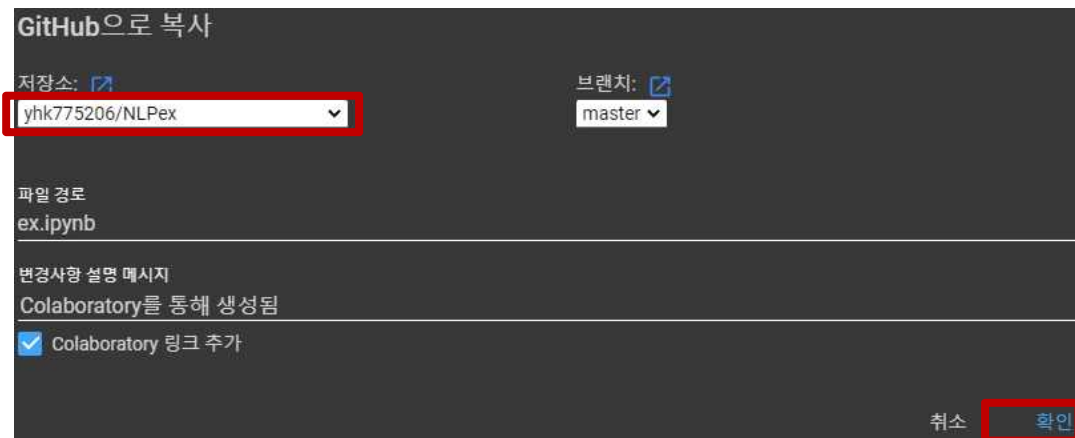 GitHub으로 복사
저장소:
브랜치:
yhk775206/NLPex
master
파일 경로
ex.ipynb
변경사항 설명 메시지
Colaboratory를 통해 생성됨
Colaboratory 링크 추가
취소
확인